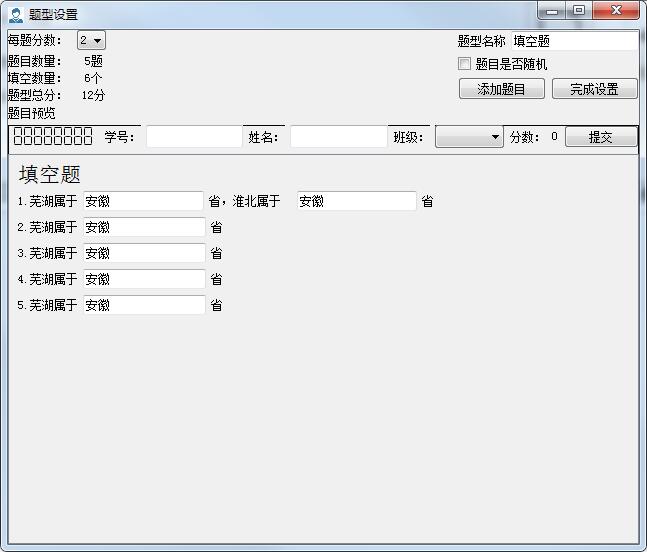 题型设置
每题分数： 2
题型名称 填空题
题目数量： 5题
题目是否随机
填空数量： 6个
题型总分： 12分
添加题目 完成设置
题目预览
学号： 姓名： 班级： 分数： 0 提交
填空题
1.芜湖属于 安徽 省，淮北属于 安徽 省
2.芜湖属于 安徽 省
3.芜湖属于 安徽 省
4.芜湖属于 安徽 省
5.芜湖属于 安徽 省